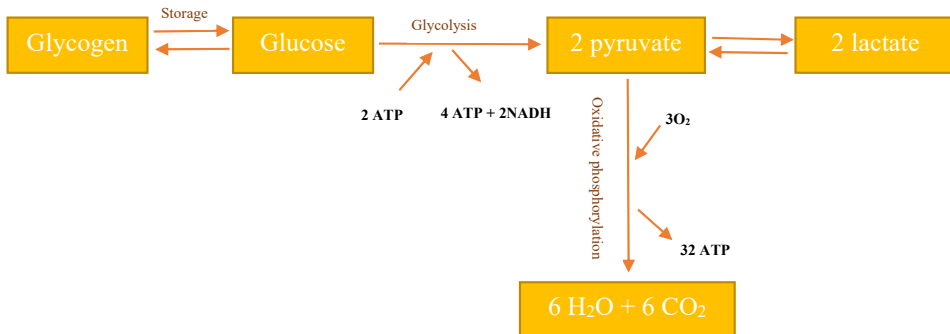 Storage
Glycogen
Glucose
Glycolysis
2 pyruvate
2 lactate
2 ATP
4 ATP + 2NADH
Oxidative phosphorylation
3O₂
32 ATP
6 H₂O + 6 CO₂